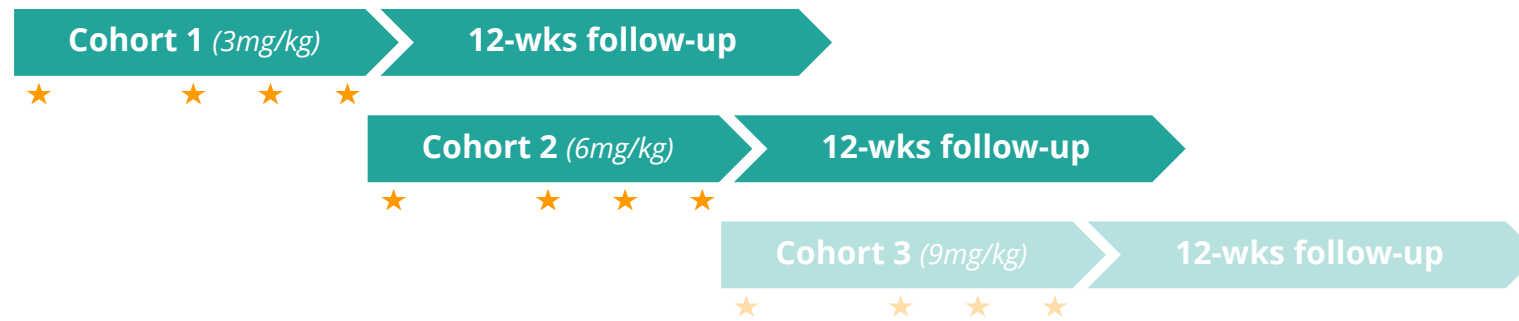 Cohort 1 (3mg/kg) 12-wks follow-up
Cohort 2 (6mg/kg) 12-wks follow-up
Cohort 3 (9mg/kg) 12-wks follow-up